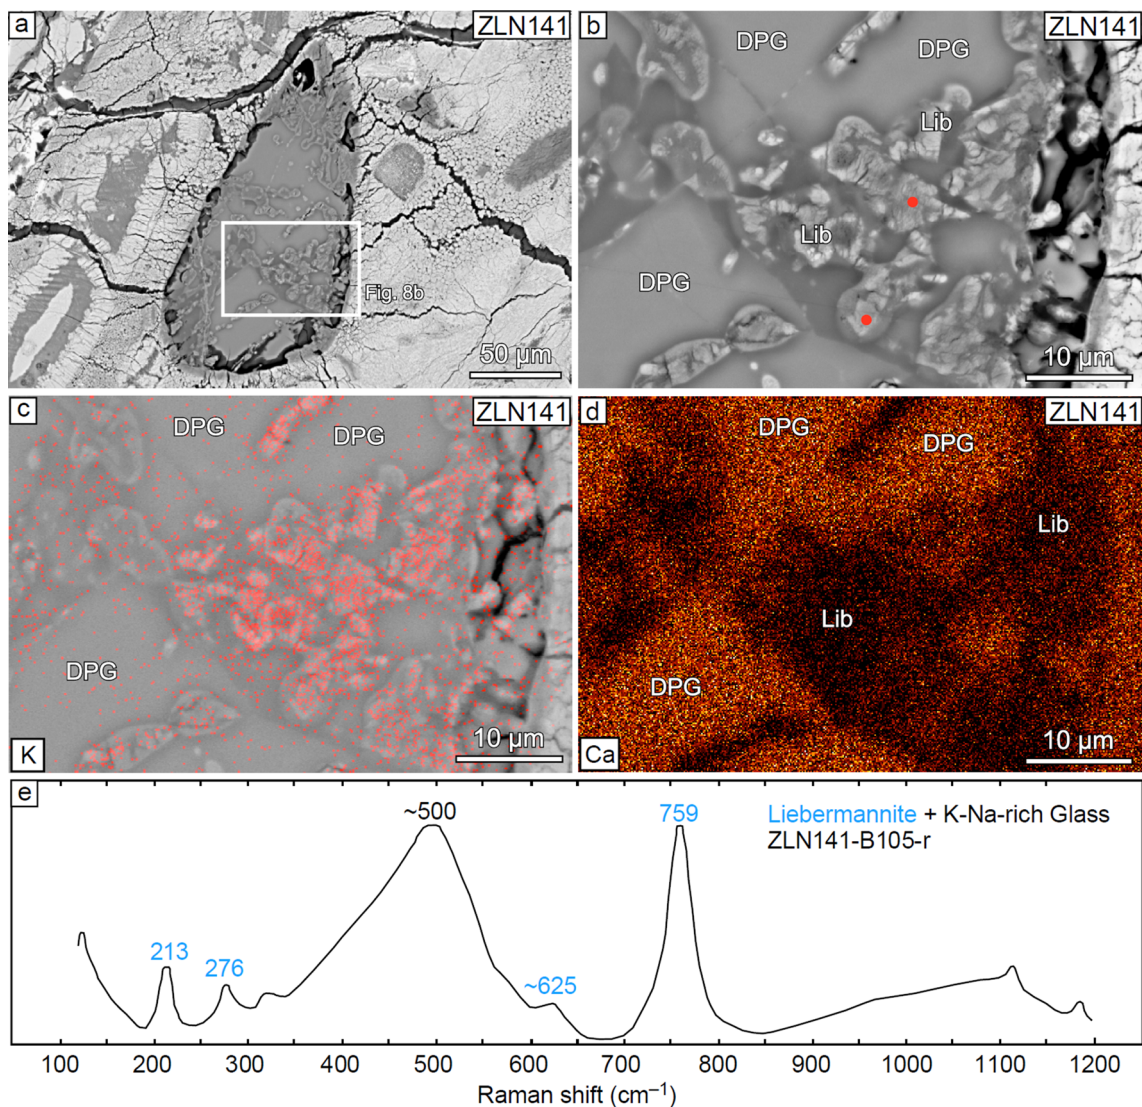 a
ZLN141
Fig. 8b
50 µm
b
ZLN141
DPG
DPG
Lib
Lib
DPG
10 µm
c
ZLN141
DPG
DPG
DPG
K
10 µm
d
ZLN141
DPG
DPG
Lib
Lib
DPG
Ca
10 µm
e
~500
759
Liebermannite + K-Na-rich Glass
ZLN141-B105-r
213
276
~625
100 200 300 400 500 600 700 800 900 1000 1100 1200
Raman shift (cm⁻¹)